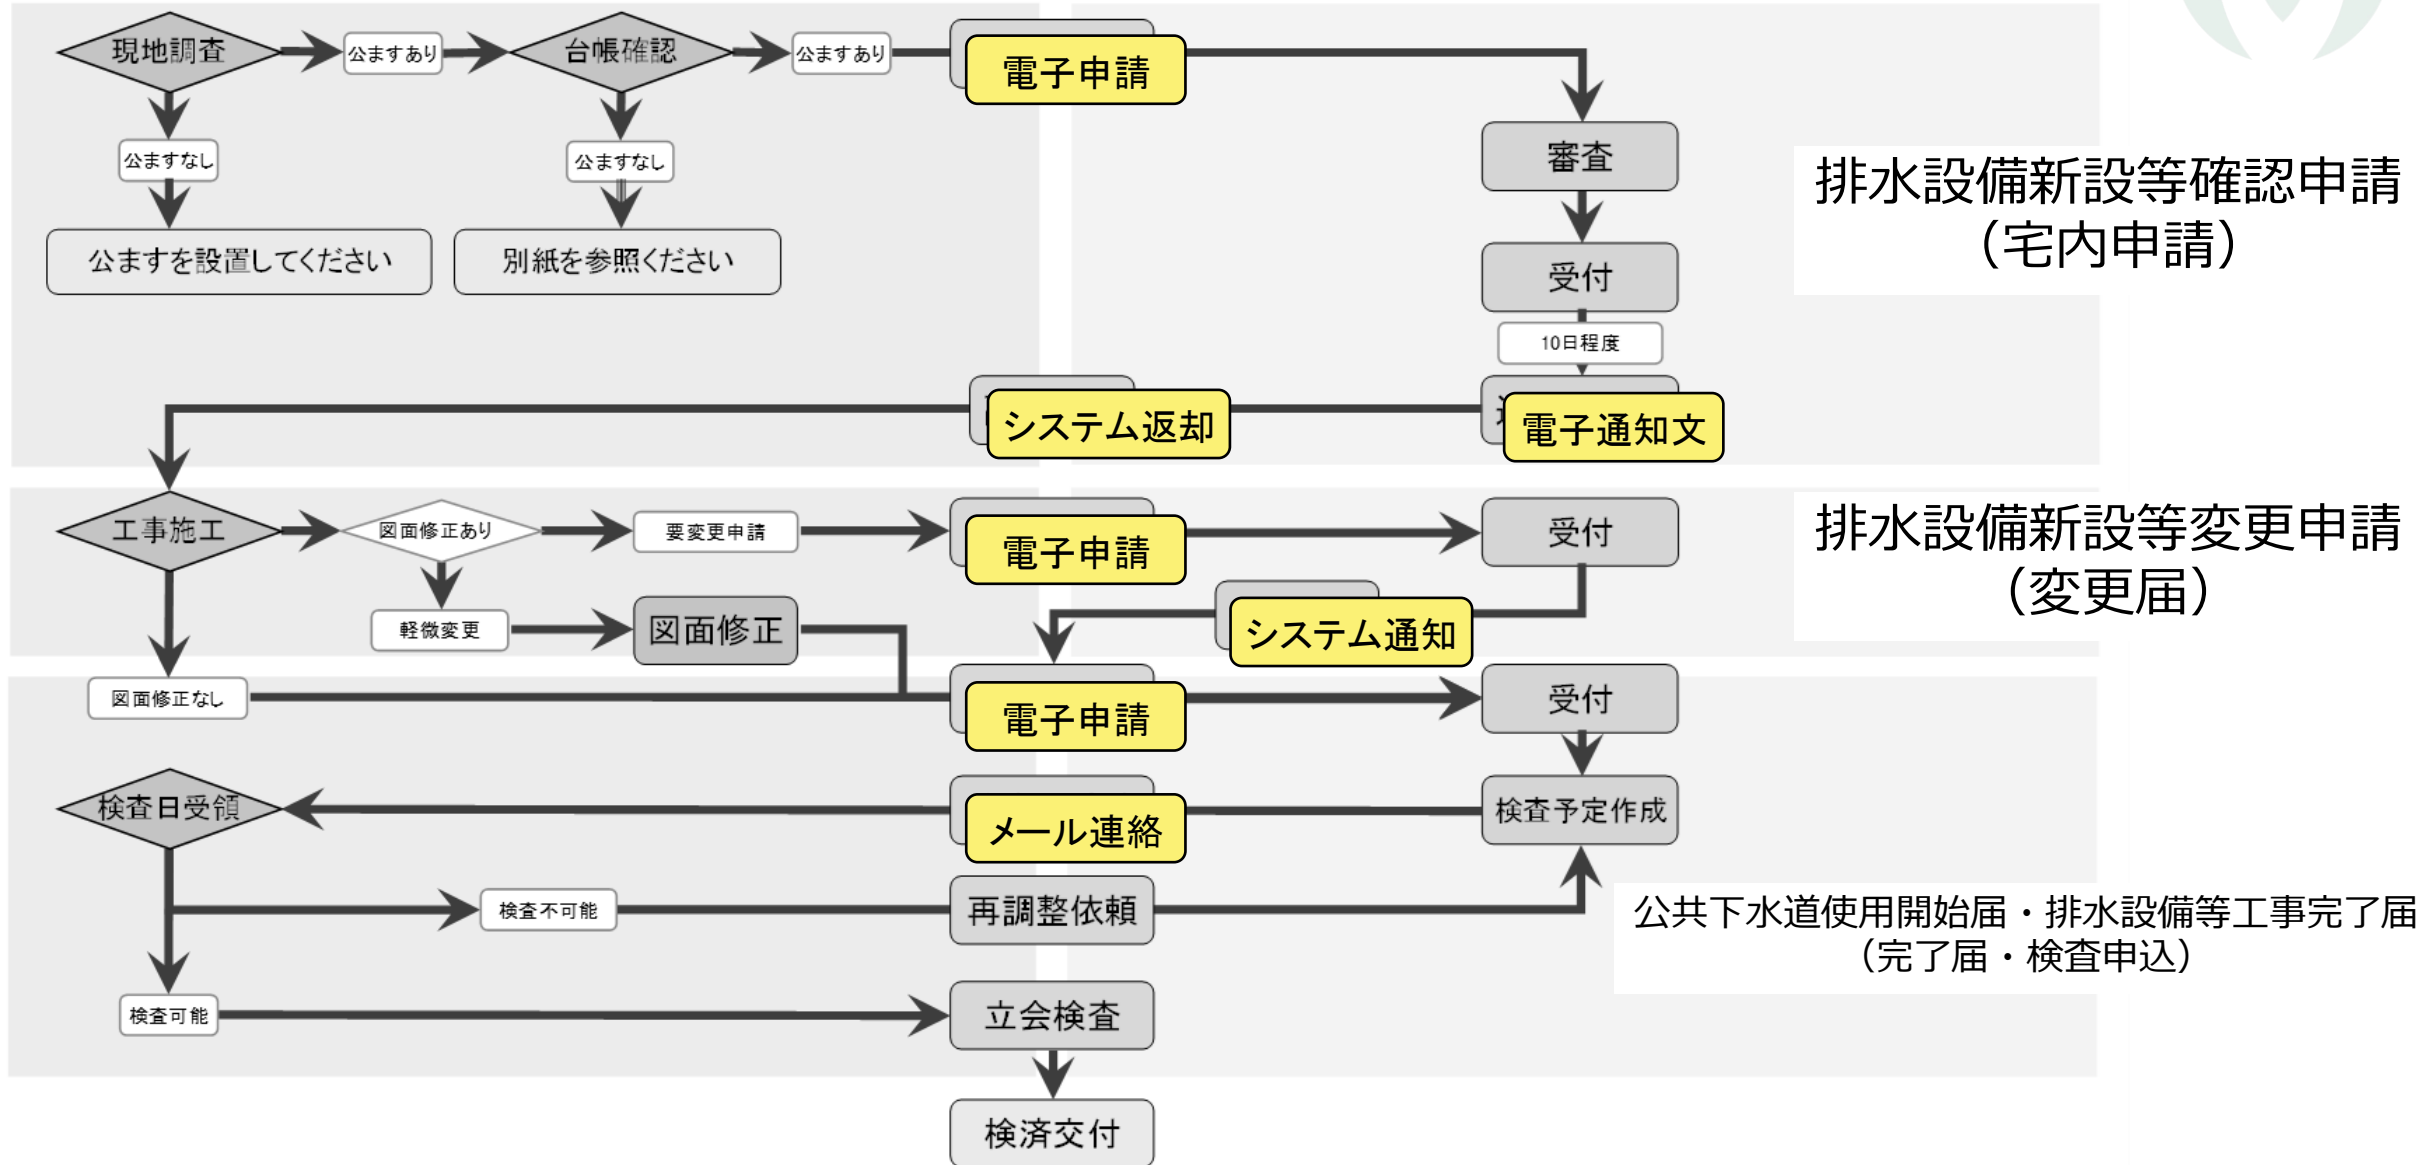 現地調査
公ますあり
台帳確認
公ますあり
電子申請
公ますなし
公ますなし
審査
公ますを設置してください
別紙を参照ください
受付
10日程度
システム返却
電子通知文
排水設備新設等確認申請
（宅内申請）
工事施工
図面修正あり
要変更申請
電子申請
受付
軽微変更
図面修正
システム通知
排水設備新設等変更申請
（変更届）
図面修正なし
電子申請
受付
検査日受領
メール連絡
検査予定作成
検査不可能
再調整依頼
公共下水道使用開始届・排水設備等工事完了届
（完了届・検査申込）
検査可能
立会検査
検済交付